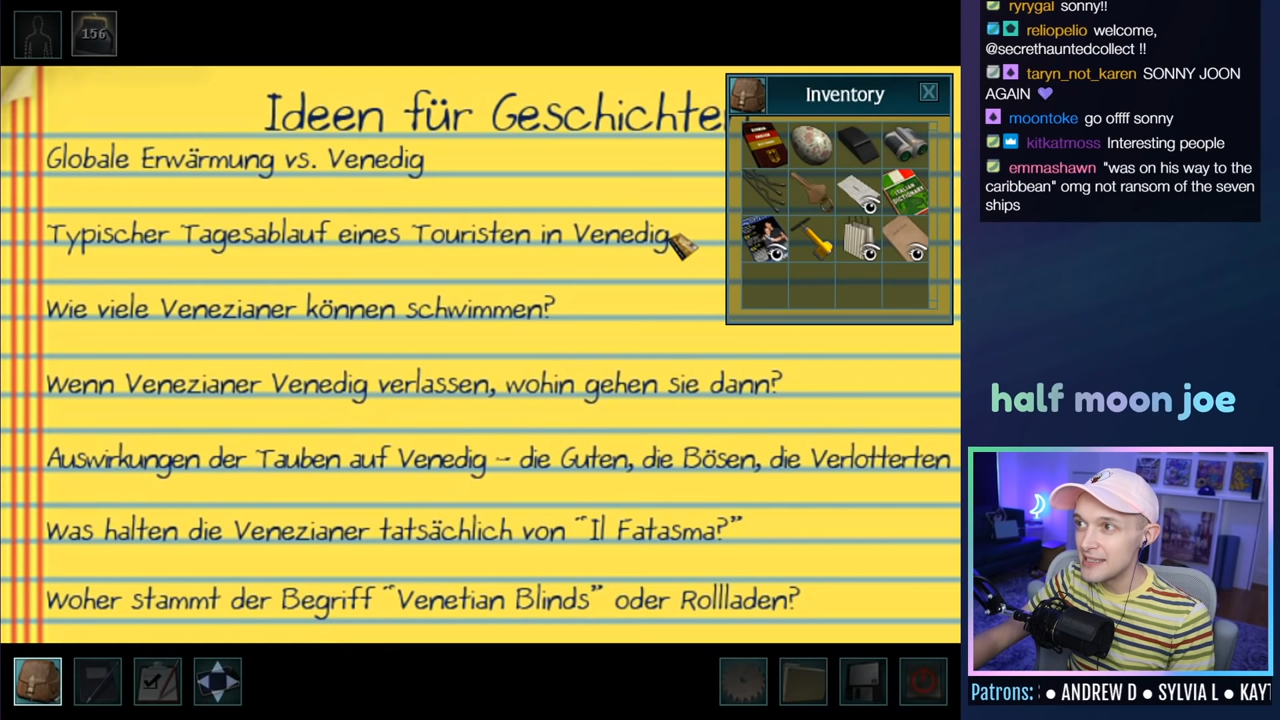 156
Ideen für Geschichte
Globale Erwärmung vs. Venedig
Typischer Tagesablauf eines Touristen in Venedig
Wie viele Venezianer können schwimmen?
Wenn Venezianer Venedig verlassen, wohin gehen sie dann?
Auswirkungen der Tauben auf Venedig - die Guten, die Bösen, die Verlotterten
Was halten die Venezianer tatsächlich von "Il Fatasma?"
Woher stammt der Begriff "Venetian Blinds" oder Rollladen?
Inventory
ITALIAN
DICTIONARY
ryrygal sonny!!
reliopelio welcome,
@secrethauntedcollect !!
taryn_not_karen SONNY JOON
AGAIN 💜
moontoke go offff sonny
kitkatmoss Interesting people
emmashawn "was on his way to the
caribbean" omg not ransom of the seven
ships
half moon joe
Patrons: ● ANDREW D ● SYLVIA L ● KAYT